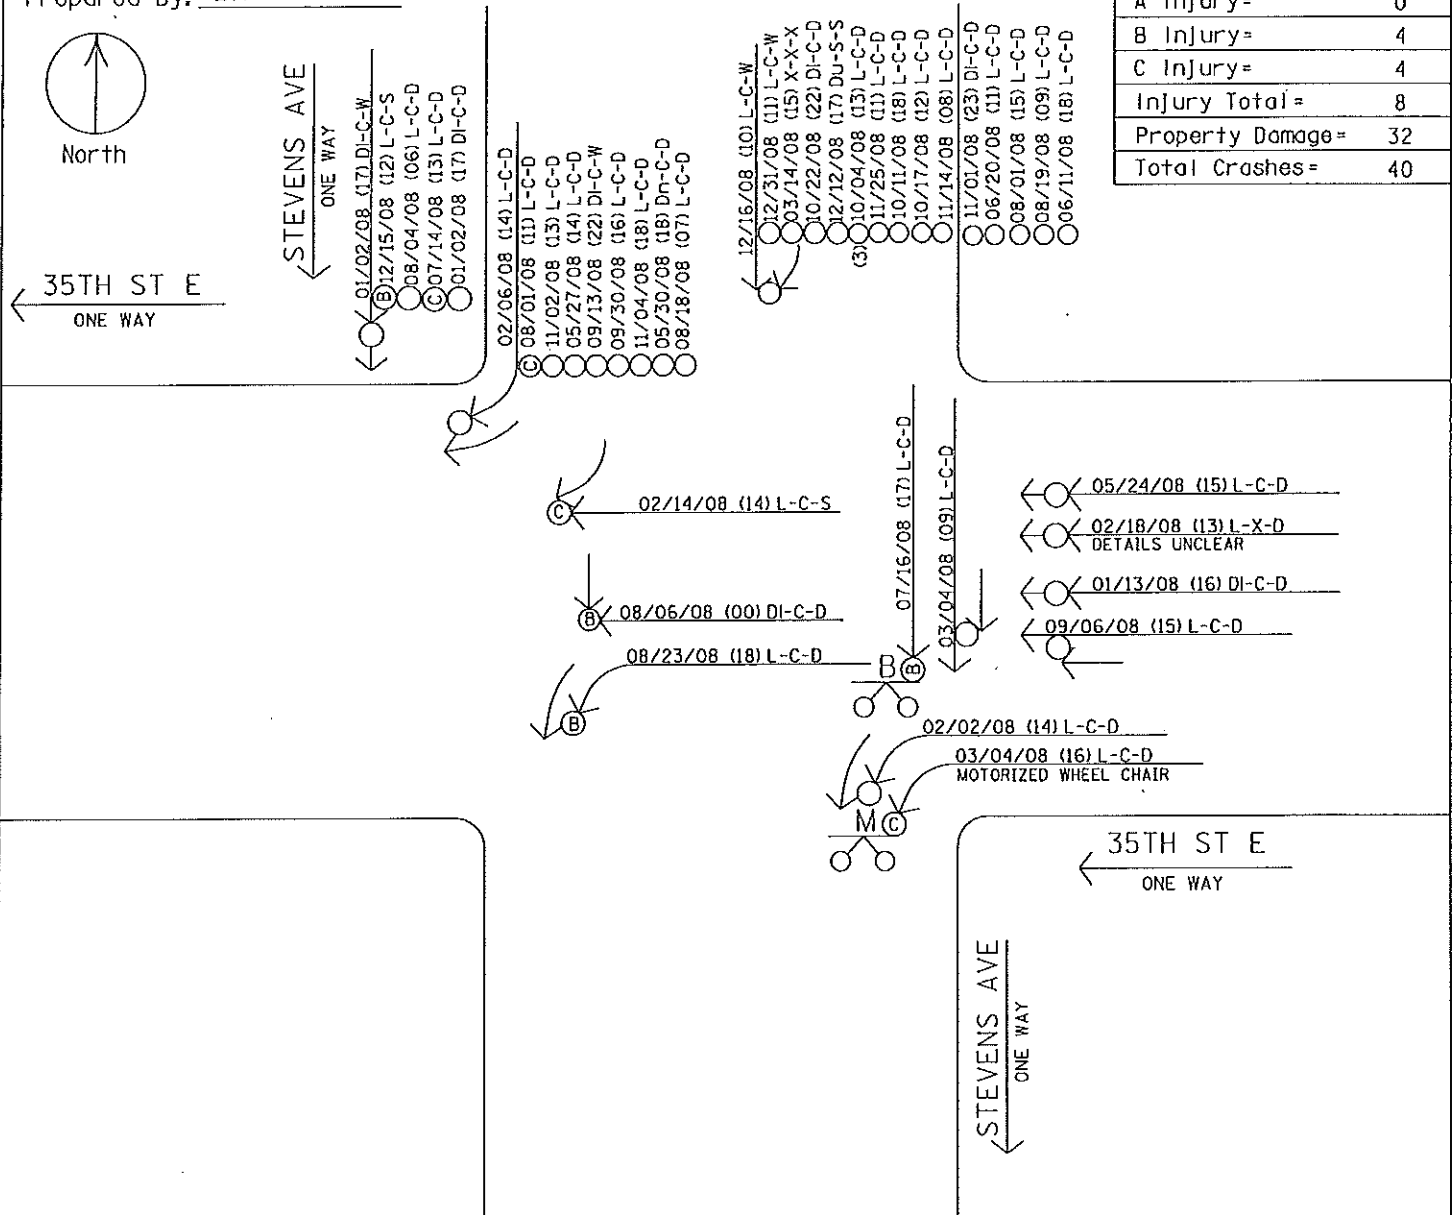 Prepared By:
A Injury= 0
B Injury= 4
C Injury= 4
Injury Total= 8
Property Damage= 32
Total Crashes= 40
North
STEVENS AVE
ONE WAY
35TH ST E
ONE WAY
01/02/08 (17) DI-C-W
B 12/15/08 (12) L-C-S
08/04/08 (06) L-C-D
C 07/14/08 (13) L-C-D
01/02/08 (17) DI-C-D
02/06/08 (14) L-C-D
C 08/01/08 (11) L-C-D
11/02/08 (13) L-C-D
05/27/08 (14) L-C-D
09/13/08 (22) DI-C-W
09/30/08 (16) L-C-D
11/04/08 (18) L-C-D
05/30/08 (18) Dn-C-D
08/18/08 (07) L-C-D
12/16/08 (10) L-C-W
12/31/08 (11) L-C-W
03/14/08 (15) X-X-X
10/22/08 (22) DI-C-D
12/12/08 (17) Du-S-S
(3) 10/04/08 (13) L-C-D
11/25/08 (11) L-C-D
10/11/08 (18) L-C-D
10/17/08 (12) L-C-D
11/14/08 (08) L-C-D
11/01/08 (23) DI-C-D
06/20/08 (11) L-C-D
08/01/08 (15) L-C-D
08/19/08 (09) L-C-D
06/11/08 (18) L-C-D
C 02/14/08 (14) L-C-S
B 08/06/08 (00) DI-C-D
08/23/08 (18) L-C-D
B
07/16/08 (17) L-C-D
B B
03/04/08 (09) L-C-D
05/24/08 (15) L-C-D
02/18/08 (13) L-X-D
DETAILS UNCLEAR
01/13/08 (16) DI-C-D
09/06/08 (15) L-C-D
02/02/08 (14) L-C-D
03/04/08 (16) L-C-D
MOTORIZED WHEEL CHAIR
M C
35TH ST E
ONE WAY
STEVENS AVE
ONE WAY